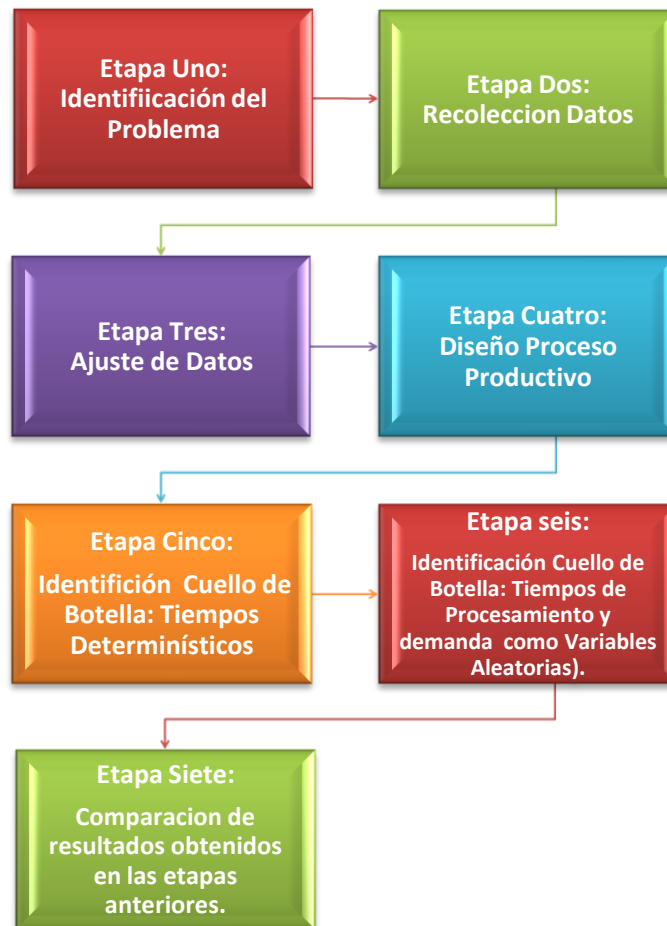 Etapa Uno:
Identifiicación del
Problema
Etapa Dos:
Recoleccion Datos
Etapa Tres:
Ajuste de Datos
Etapa Cuatro:
Diseño Proceso
Productivo
Etapa Cinco:
Identifición Cuello de
Botella: Tiempos
Determinísticos
Etapa seis:
Identificación Cuello de
Botella: Tiempos de
Procesamiento y
demanda como Variables
Aleatorias).
Etapa Siete:
Comparacion de
resultados obtenidos
en las etapas
anteriores.